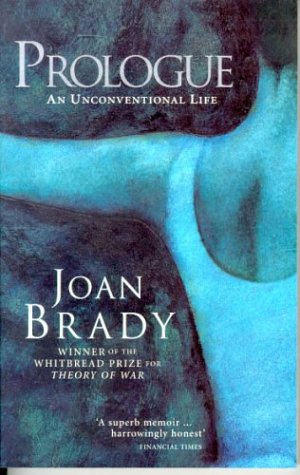 PROLOGUE
AN UNCONVENTIONAL LIFE
JOAN
BRADY
WINNER OF THE
WHITBREAD PRIZE FOR
THEORY OF WAR
'A superb memoir ...
harrowingly honest'
FINANCIAL TIMES